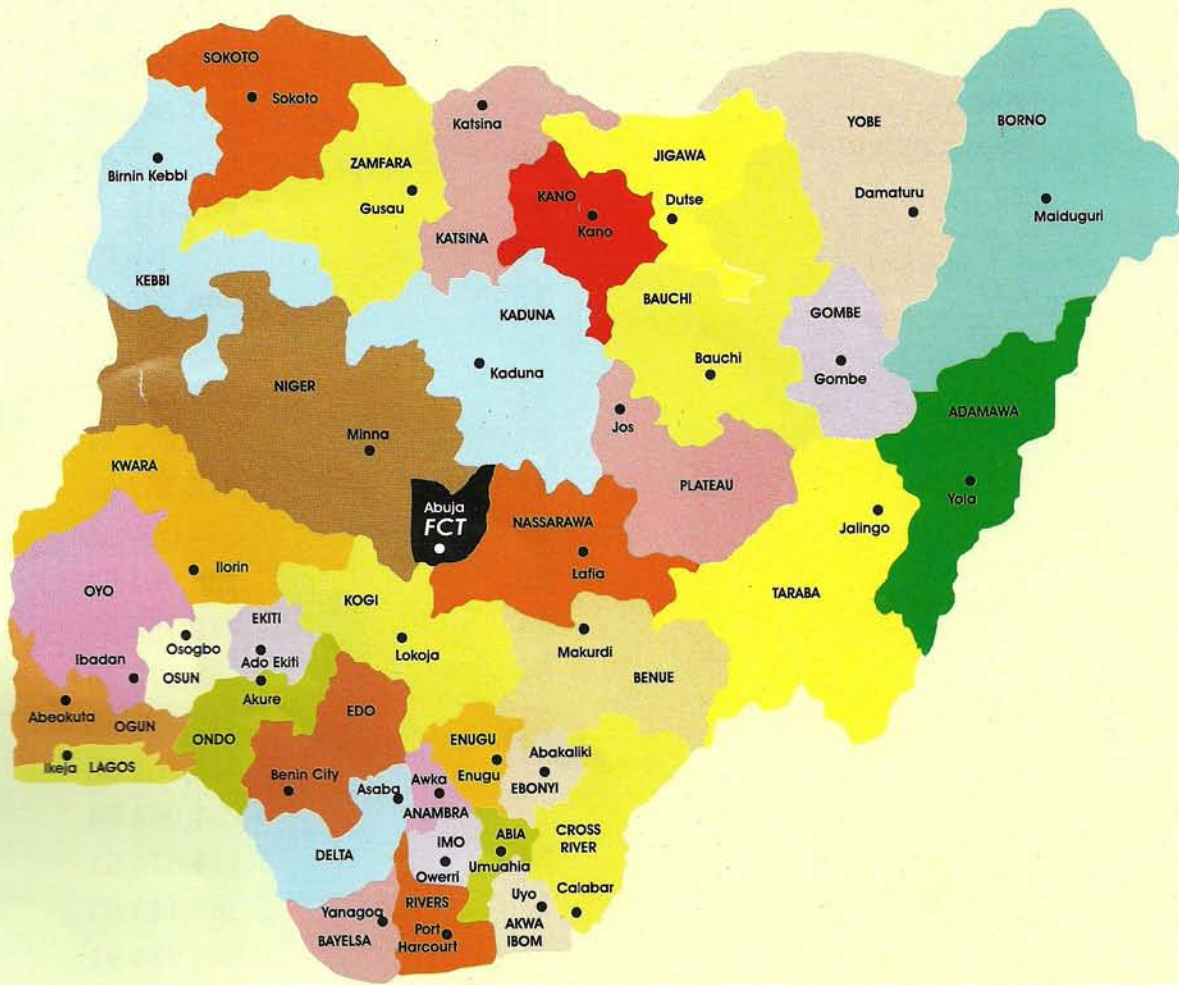 SOKOTO
Sokoto
Katsina
YOBE
BORNO
ZAMFARA
JIGAWA
Birnin Kebbi
Gusau
KANO
Kano
Dutse
Damaturu
Maiduguri
KATSINA
KEBBI
KADUNA
BAUCHI
GOMBE
Kaduna
Bauchi
Gombe
NIGER
Jos
ADAMAWA
Minna
KWARA
PLATEAU
Yola
Abuja
FCT
NASSARAWA
Jalingo
Ilorin
Lafia
OYO
KOGI
TARABA
EKITI
Osogbo
Lokoja
Makurdi
Ibadan
OSUN
Ado Ekiti
BENUE
Akure
Abeokuta
OGUN
EDO
ONDO
ENUGU
Abakaliki
Ikeja LAGOS
Enugu
Benin City
Awka
EBONYI
Asaba
ANAMBRA
CROSS
RIVER
DELTA
IMO
ABIA
Owerri
Umuahia
Calabar
Uyo
RIVERS
Yanagoa
AKWA
IBOM
BAYELSA
Port
Harcourt